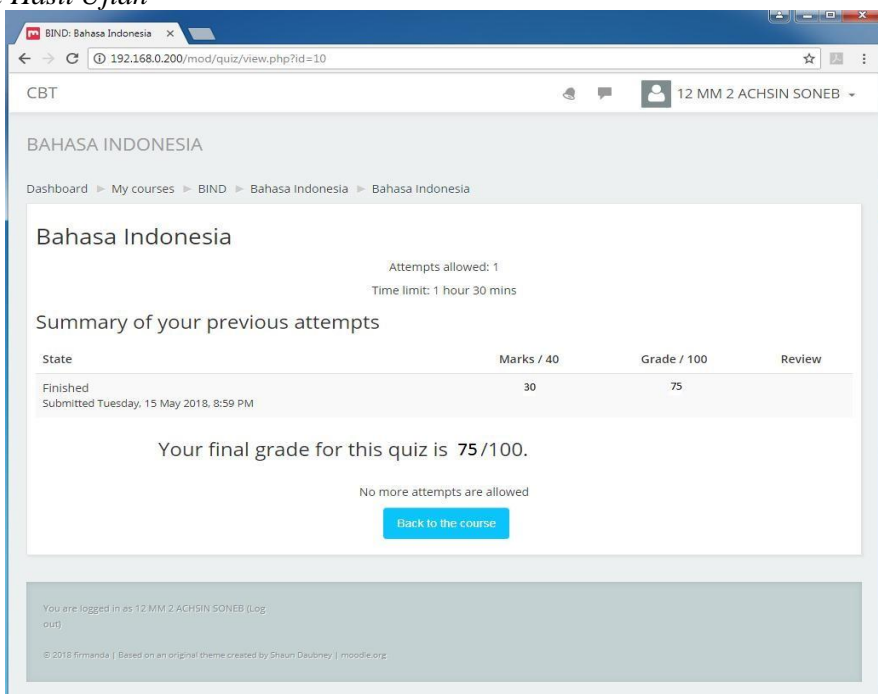 Hasil Ujian
BIND: Bahasa Indonesia
192.168.0.200/mod/quiz/view.php?id=10
CBT
12 MM 2 ACHSIN SONEB
BAHASA INDONESIA
Dashboard ▶ My courses ▶ BIND ▶ Bahasa Indonesia ▶ Bahasa Indonesia
Bahasa Indonesia
Attempts allowed: 1
Time limit: 1 hour 30 mins
Summary of your previous attempts
State Marks / 40 Grade / 100 Review
Finished 30 75
Submitted Tuesday, 15 May 2018, 8:59 PM
Your final grade for this quiz is 75/100.
No more attempts are allowed
Back to the course
You are logged in as 12 MM 2 ACHSIN SONEB (Log
out)
© 2018 firmanda | Based on an original theme created by Shaun Daubney | moodle.org